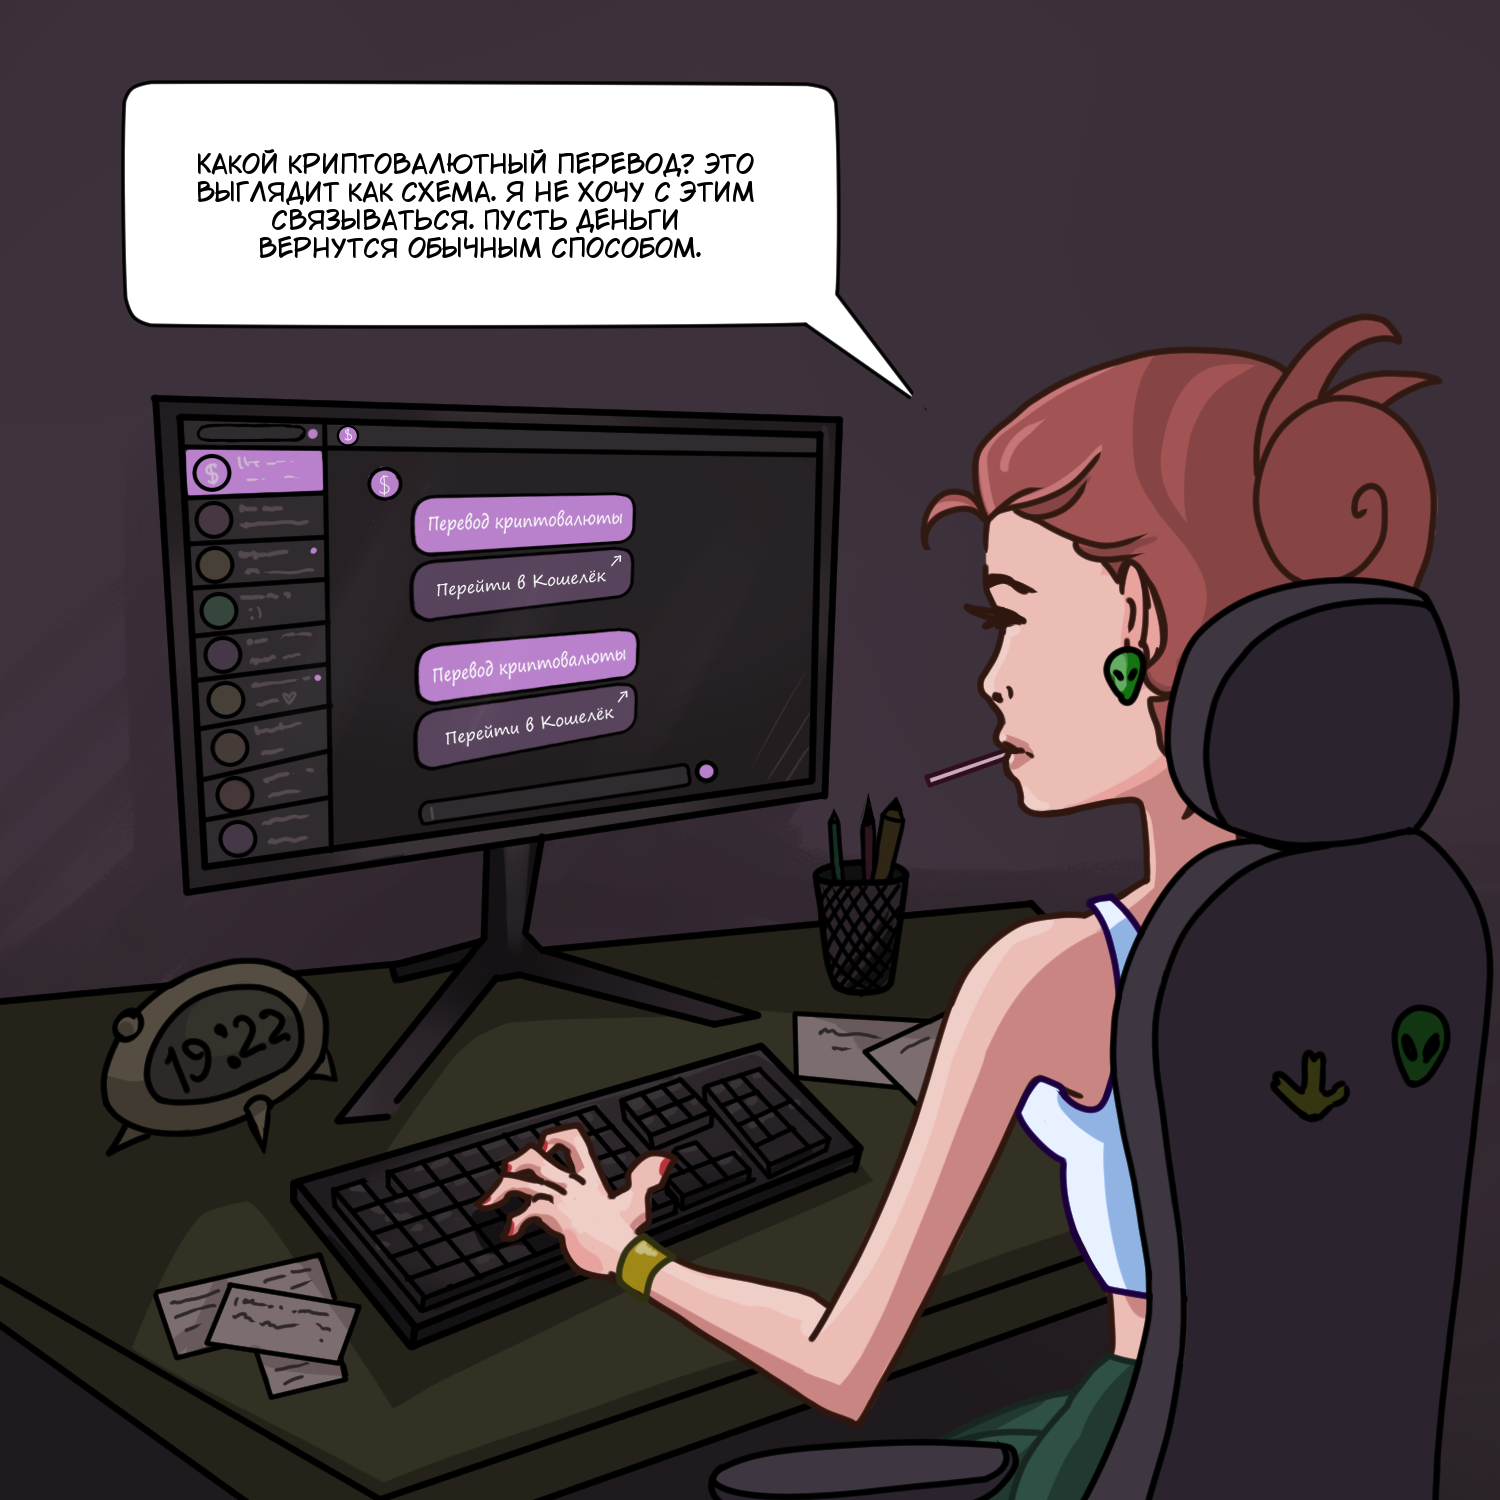 КАКОЙ КРИПТОВАЛЮТНЫЙ ПЕРЕВОД? ЭТО
ВЫГЛЯДИТ КАК СХЕМА. Я НЕ ХОЧУ С ЭТИМ
СВЯЗЫВАТЬСЯ. ПУСТЬ ДЕНЬГИ
ВЕРНУТСЯ ОБЫЧНЫМ СПОСОБОМ.
$
$
$
Перевод криптовалюты
Перейти в Кошелёк
:)
Перевод криптовалюты
Перейти в Кошелёк
19:22